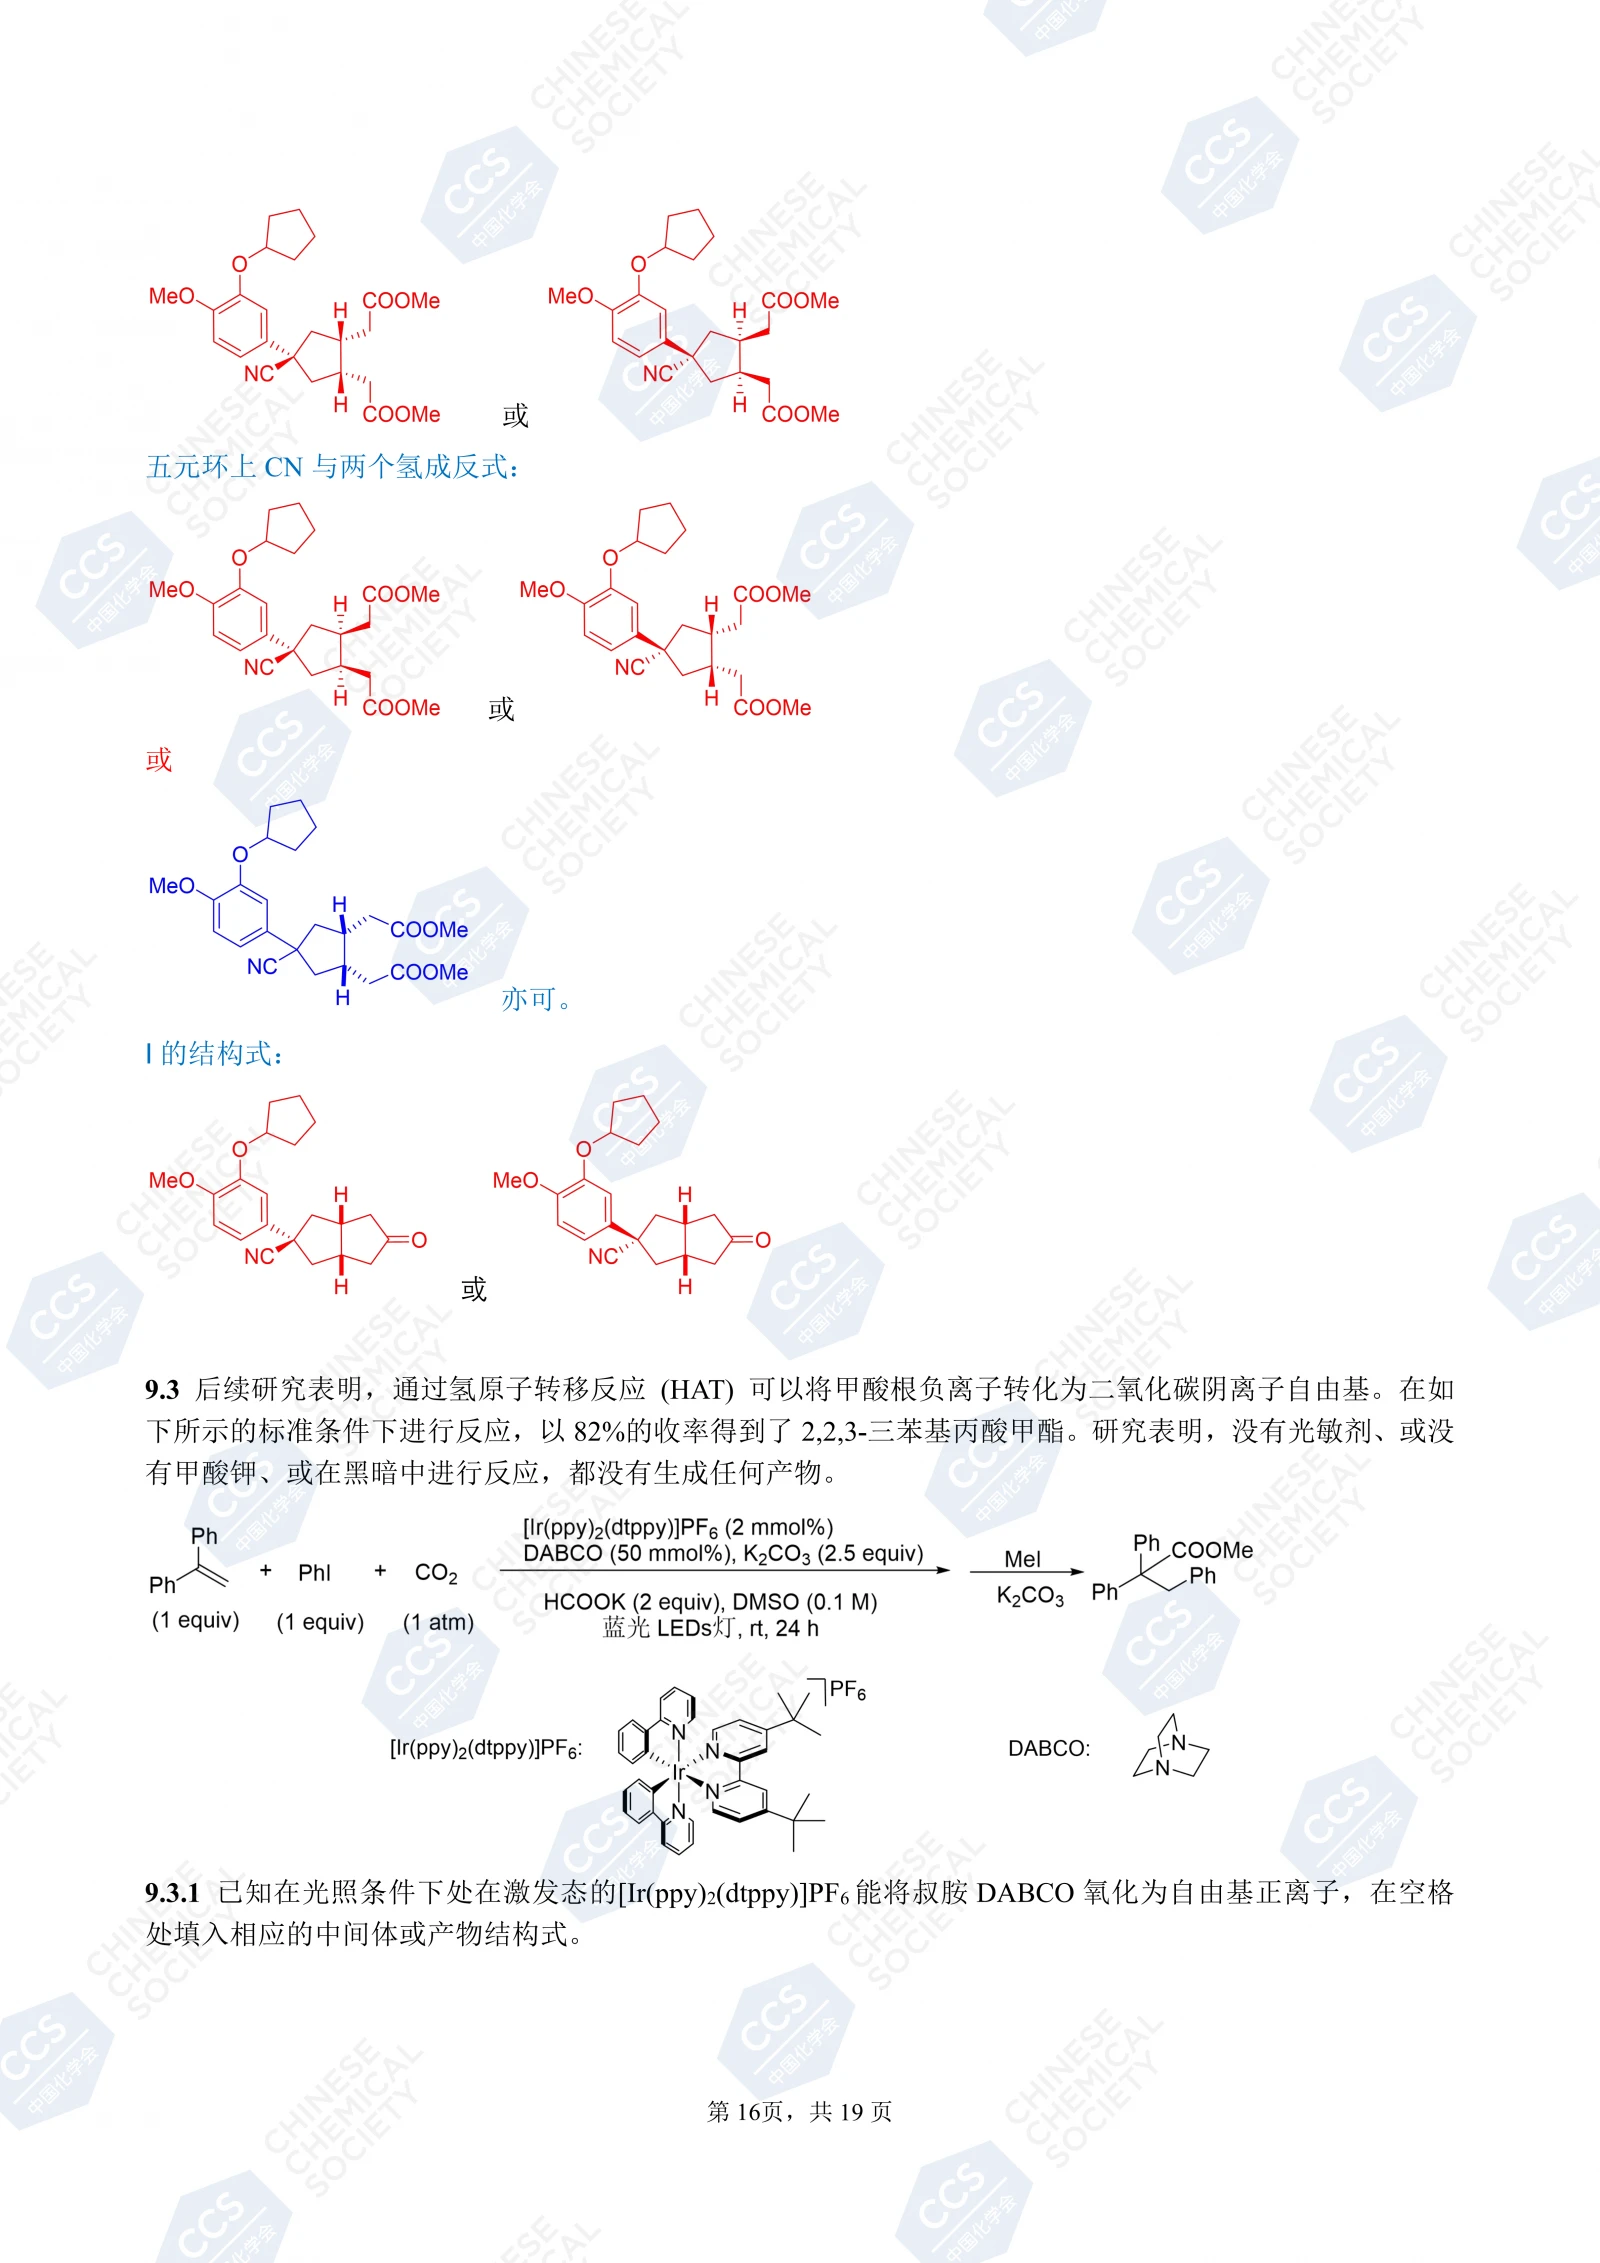 MeO
O
NC
H
COOMe
H
COOMe
或
MeO
O
NC
H
COOMe
H
COOMe
五元环上 CN 与两个氢成反式：
MeO
O
NC
H
COOMe
H
COOMe
或
MeO
O
NC
H
COOMe
H
COOMe
或
MeO
O
NC
H
COOMe
COOMe
H
亦可。
I 的结构式：
MeO
O
NC
H
O
H
或
MeO
O
NC
H
O
H
9.3 后续研究表明，通过氢原子转移反应 (HAT) 可以将甲酸根负离子转化为二氧化碳阴离子自由基。在如
下所示的标准条件下进行反应，以 82%的收率得到了 2,2,3-三苯基丙酸甲酯。研究表明，没有光敏剂、或没
有甲酸钾、或在黑暗中进行反应，都没有生成任何产物。
Ph
Ph
(1 equiv)
+
PhI
(1 equiv)
+
CO2
(1 atm)
[Ir(ppy)2(dtppy)]PF6 (2 mmol%)
DABCO (50 mmol%), K2CO3 (2.5 equiv)
HCOOK (2 equiv), DMSO (0.1 M)
蓝光 LEDs灯, rt, 24 h
MeI
K2CO3
Ph
COOMe
Ph
Ph
[Ir(ppy)2(dtppy)]PF6:
N
N
Ir
N
N
PF6
DABCO:
N
N
9.3.1 已知在光照条件下处在激发态的[Ir(ppy)2(dtppy)]PF6 能将叔胺 DABCO 氧化为自由基正离子，在空格
处填入相应的中间体或产物结构式。
第 16页，共 19 页
CCS
中国化学会
CHINESE
CHEMICAL
SOCIETY